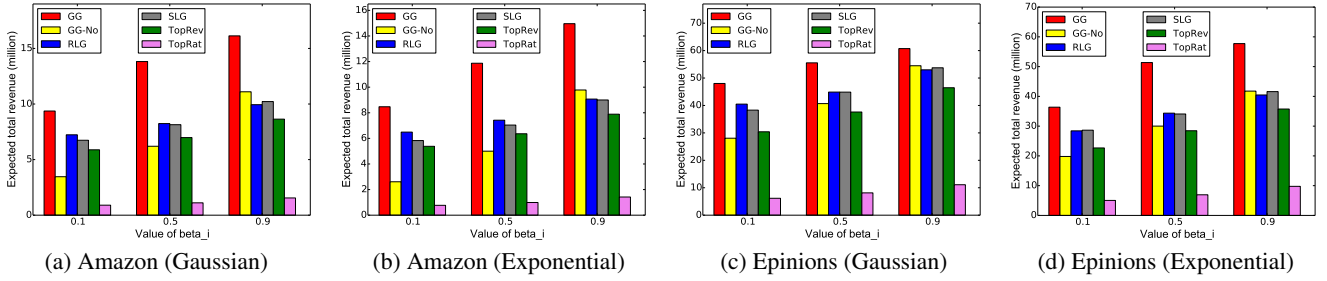 Expected total revenue (million)
15
10
5
0
GG
GG-No
RLG
SLG
TopRev
TopRat
0.1 0.5 0.9
Value of beta_i
(a) Amazon (Gaussian)
Expected total revenue (million)
16
14
12
10
8
6
4
2
0
GG
GG-No
RLG
SLG
TopRev
TopRat
0.1 0.5 0.9
Value of beta_i
(b) Amazon (Exponential)
Expected total revenue (million)
70
60
50
40
30
20
10
0
GG
GG-No
RLG
SLG
TopRev
TopRat
0.1 0.5 0.9
Value of beta_i
(c) Epinions (Gaussian)
Expected total revenue (million)
70
60
50
40
30
20
10
0
GG
GG-No
RLG
SLG
TopRev
TopRat
0.1 0.5 0.9
Value of beta_i
(d) Epinions (Exponential)